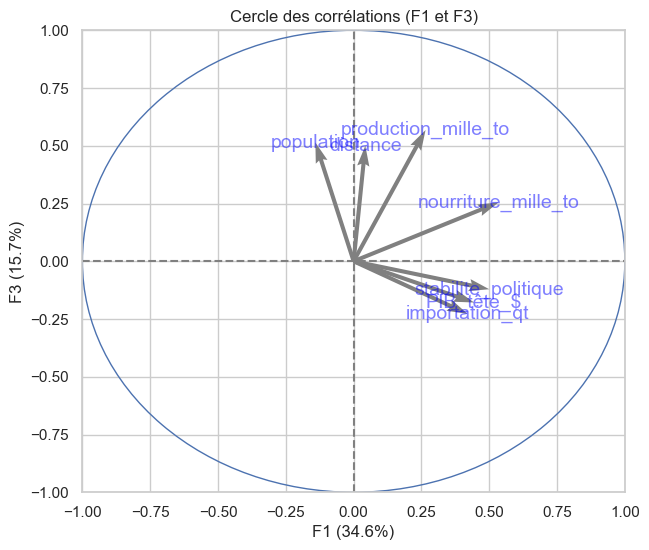 Cercle des corrélations (F1 et F3)
1.00
0.75
0.50
0.25
0.00
−0.25
−0.50
−0.75
−1.00
F3 (15.7%)
production_mille_to
population
distance
nourriture_mille_to
stabilité_politique
PIB_tête_$
importation_qt
−1.00
−0.75
−0.50
−0.25
0.00
0.25
0.50
0.75
1.00
F1 (34.6%)